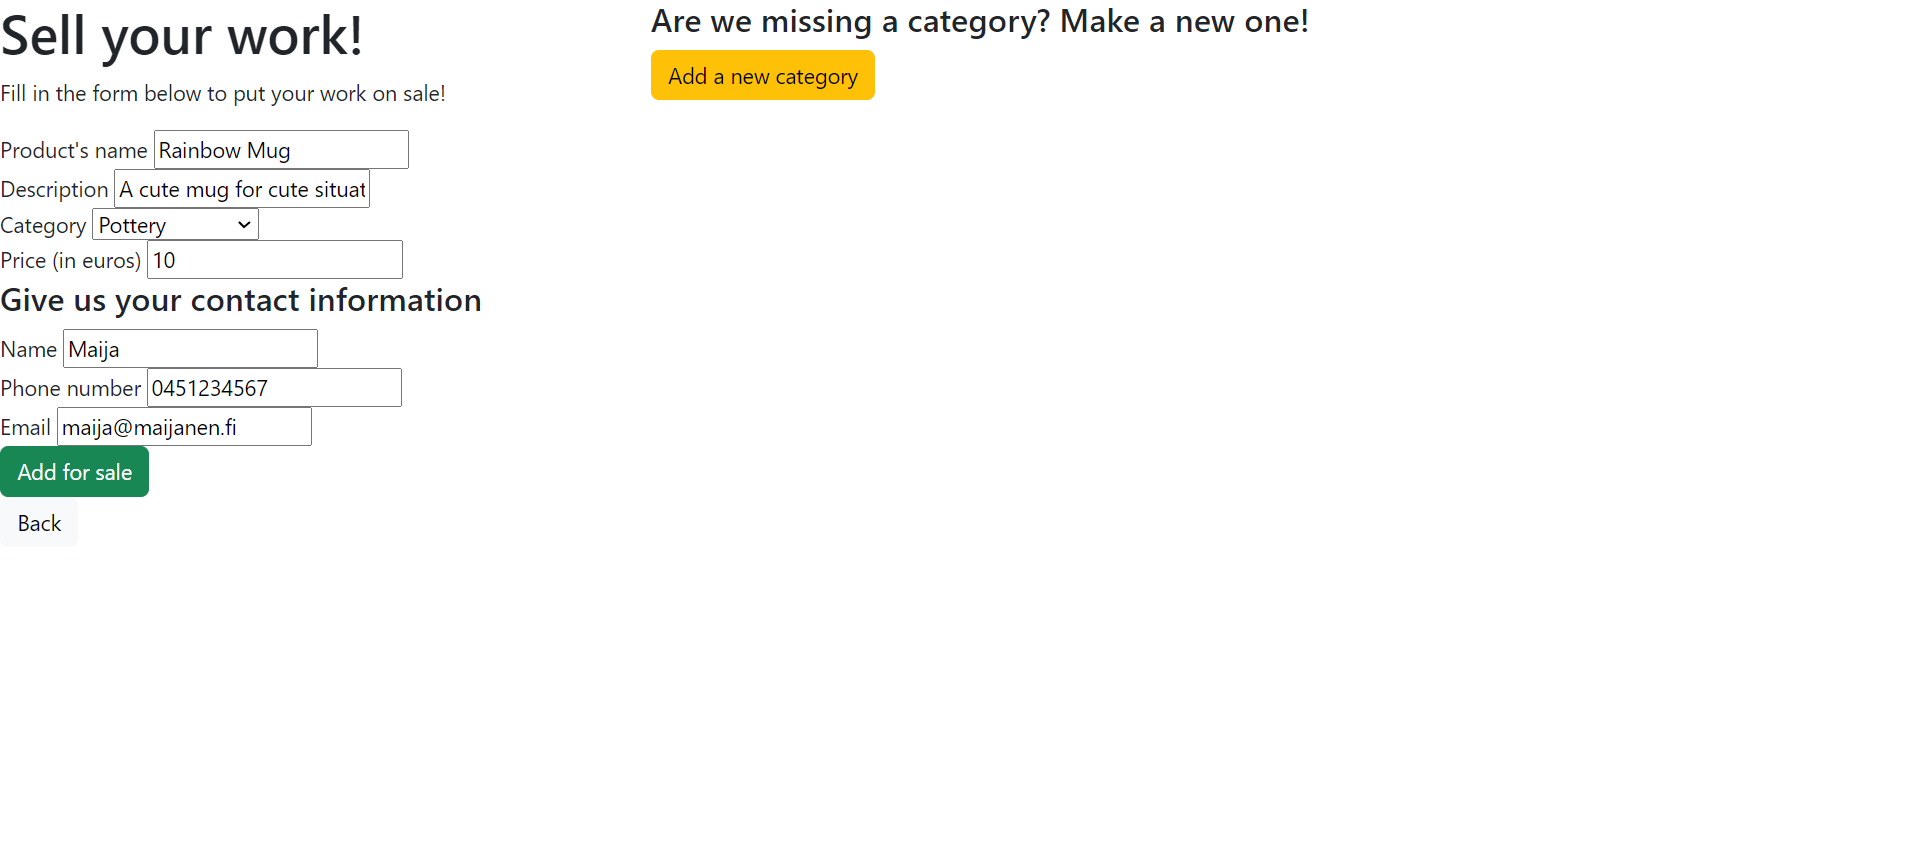 Sell your work!
Fill in the form below to put your work on sale!
Product's name Rainbow Mug
Description A cute mug for cute situat
Category Pottery
Price (in euros) 10
Give us your contact information
Name Maija
Phone number 0451234567
Email maija@maijanen.fi
Add for sale
Back
Are we missing a category? Make a new one!
Add a new category